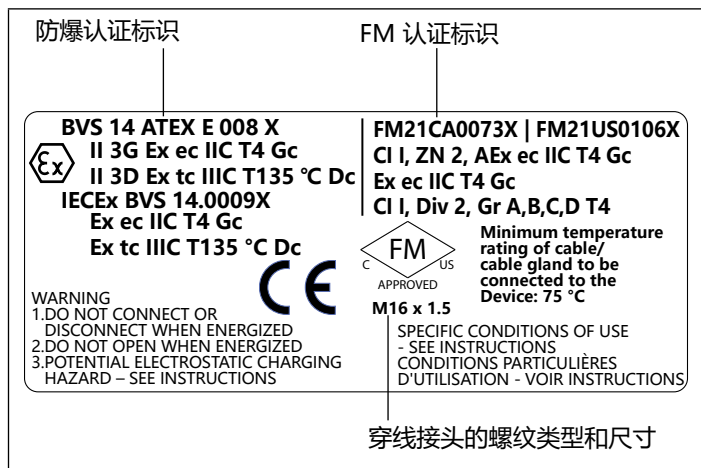 防爆认证标识
FM 认证标识
BVS 14 ATEX E 008 X
Ex
II 3G Ex ec IIC T4 Gc
II 3D Ex tc IIIC T135 °C Dc
IECEx BVS 14.0009X
Ex ec IIC T4 Gc
Ex tc IIIC T135 °C Dc
CE
WARNING
1.DO NOT CONNECT OR
DISCONNECT WHEN ENERGIZED
2.DO NOT OPEN WHEN ENERGIZED
3.POTENTIAL ELECTROSTATIC CHARGING
HAZARD – SEE INSTRUCTIONS
FM21CA0073X | FM21US0106X
CI I, ZN 2, AEx ec IIC T4 Gc
Ex ec IIC T4 Gc
CI I, Div 2, Gr A,B,C,D T4
FM
C US
APPROVED
M16 x 1.5
Minimum temperature
rating of cable/
cable gland to be
connected to the
Device: 75 °C
SPECIFIC CONDITIONS OF USE
- SEE INSTRUCTIONS
CONDITIONS PARTICULIÈRES
D'UTILISATION - VOIR INSTRUCTIONS
穿线接头的螺纹类型和尺寸